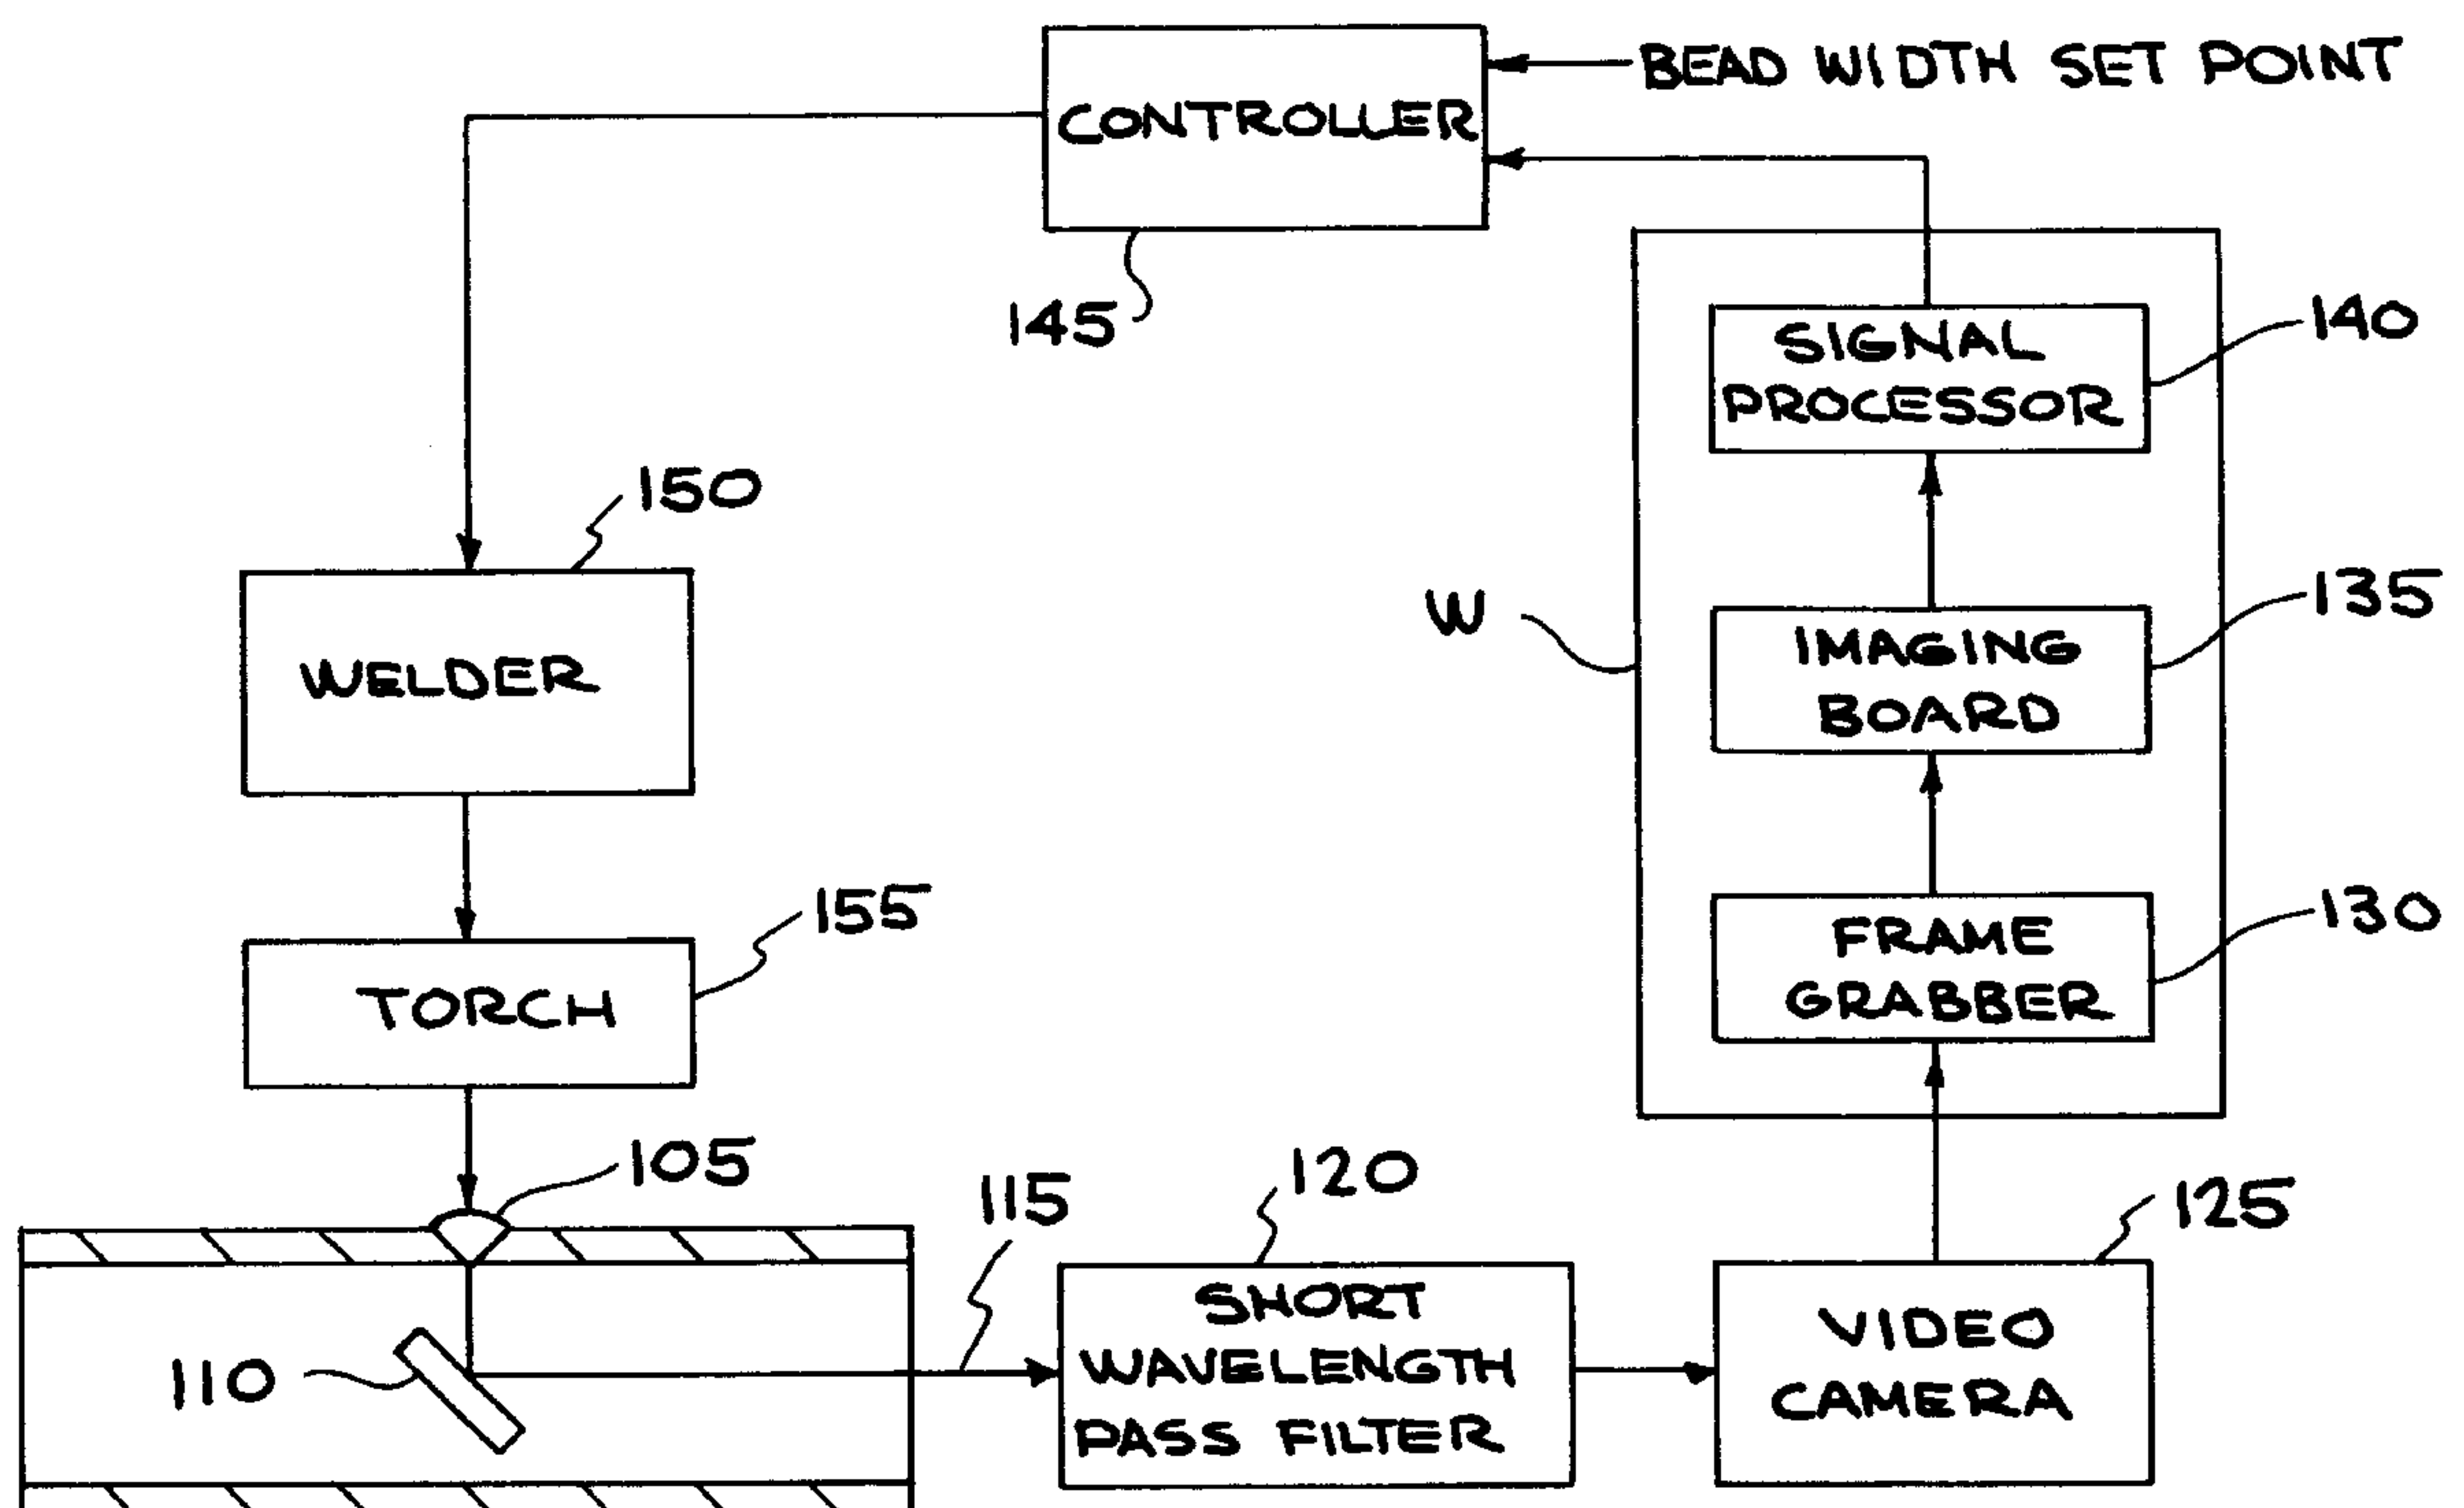 BEAD WIDTH SET POINT
CONTROLLER
145
SIGNAL
PROCESSOR
140
150
WELDER
W
IMAGING
BOARD
135
155
TORCH
FRAME
GRABBER
130
105
115
120
125
110
SHORT
WAVELENGTH
PASS FILTER
VIDEO
CAMERA